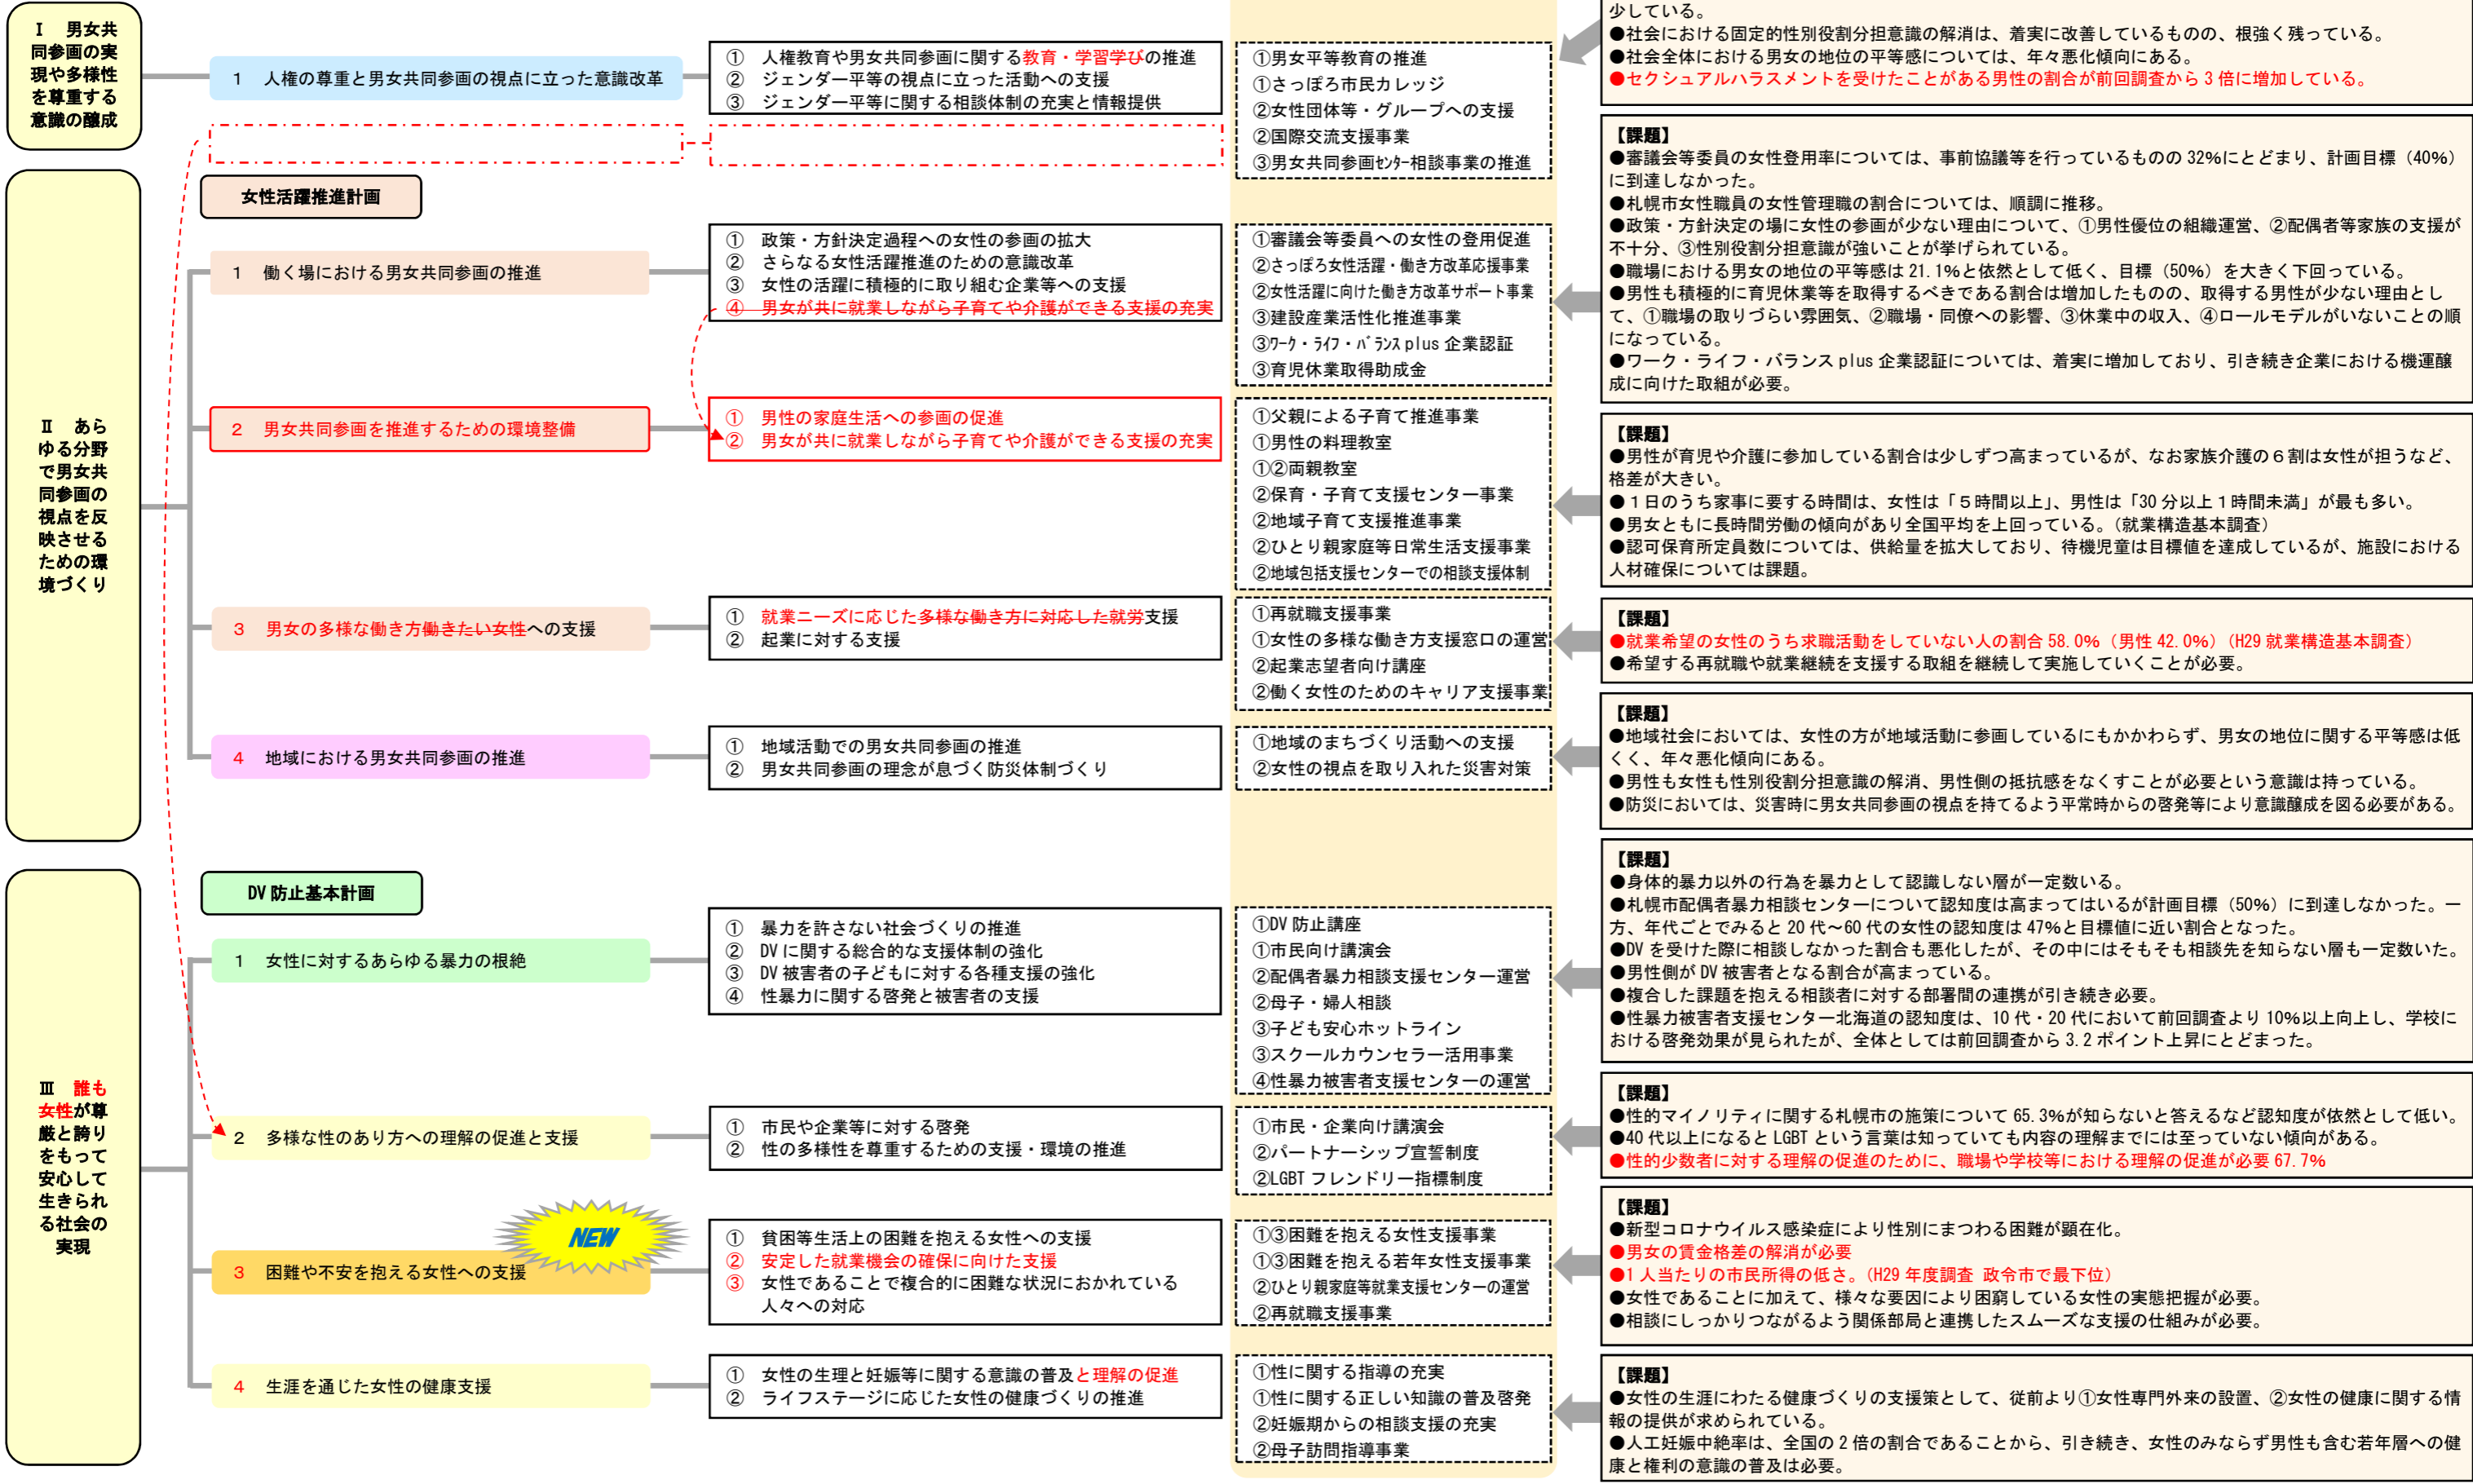 Ⅰ　男女共
同参画の実
現や多様性
を尊重する
意識の醸成
1　人権の尊重と男女共同参画の視点に立った意識改革
①　人権教育や男女共同参画に関する教育・学習学びの推進
②　ジェンダー平等の視点に立った活動への支援
③　ジェンダー平等に関する相談体制の充実と情報提供
①男女平等教育の推進
①さっぽろ市民カレッジ
②女性団体等・グループへの支援
②国際交流支援事業
③男女共同参画ｾﾝﾀｰ相談事業の推進
少している。
●社会における固定的性別役割分担意識の解消は、着実に改善しているものの、根強く残っている。
●社会全体における男女の地位の平等感については、年々悪化傾向にある。
●セクシュアルハラスメントを受けたことがある男性の割合が前回調査から3倍に増加している。
Ⅱ　あら
ゆる分野
で男女共
同参画の
視点を反
映させる
ための環
境づくり
女性活躍推進計画
1　働く場における男女共同参画の推進
①　政策・方針決定過程への女性の参画の拡大
②　さらなる女性活躍推進のための意識改革
③　女性の活躍に積極的に取り組む企業等への支援
④　男女が共に就業しながら子育てや介護ができる支援の充実
①審議会等委員への女性の登用促進
②さっぽろ女性活躍・働き方改革応援事業
②女性活躍に向けた働き方改革サポート事業
③建設産業活性化推進事業
③ﾜｰｸ・ﾗｲﾌ・ﾊﾞﾗﾝｽplus企業認証
③育児休業取得助成金
【課題】
●審議会等委員の女性登用率については、事前協議等を行っているものの32%にとどまり、計画目標（40%）
に到達しなかった。
●札幌市女性職員の女性管理職の割合については、順調に推移。
●政策・方針決定の場に女性の参画が少ない理由について、①男性優位の組織運営、②配偶者等家族の支援が
不十分、③性別役割分担意識が強いことが挙げられている。
●職場における男女の地位の平等感は21.1%と依然として低く、目標（50%）を大きく下回っている。
●男性も積極的に育児休業等を取得するべきである割合は増加したものの、取得する男性が少ない理由とし
て、①職場の取りづらい雰囲気、②職場・同僚への影響、③休業中の収入、④ロールモデルがいないことの順
になっている。
●ワーク・ライフ・バランスplus企業認証については、着実に増加しており、引き続き企業における機運醸
成に向けた取組が必要。
2　男女共同参画を推進するための環境整備
①　男性の家庭生活への参画の促進
②　男女が共に就業しながら子育てや介護ができる支援の充実
①父親による子育て推進事業
①男性の料理教室
①②両親教室
②保育・子育て支援センター事業
②地域子育て支援推進事業
②ひとり親家庭等日常生活支援事業
②地域包括支援センターでの相談支援体制
【課題】
●男性が育児や介護に参加している割合は少しずつ高まっているが、なお家族介護の6割は女性が担うなど、
格差が大きい。
●1日のうち家事に要する時間は、女性は「5時間以上」、男性は「30分以上1時間未満」が最も多い。
●男女ともに長時間労働の傾向があり全国平均を上回っている。(就業構造基本調査)
●認可保育所定員数については、供給量を拡大しており、待機児童は目標値を達成しているが、施設における
人材確保については課題。
3　男女の多様な働き方働きたい女性への支援
①　就業ニーズに応じた多様な働き方に対応した就労支援
②　起業に対する支援
①再就職支援事業
①女性の多様な働き方支援窓口の運営
②起業志望者向け講座
②働く女性のためのキャリア支援事業
【課題】
●就業希望の女性のうち求職活動をしていない人の割合58.0%（男性42.0%）(H29就業構造基本調査)
●希望する再就職や就業継続を支援する取組を継続して実施していくことが必要。
4　地域における男女共同参画の推進
①　地域活動での男女共同参画の推進
②　男女共同参画の理念が息づく防災体制づくり
①地域のまちづくり活動への支援
②女性の視点を取り入れた災害対策
【課題】
●地域社会においては、女性の方が地域活動に参画しているにもかかわらず、男女の地位に関する平等感は低
くく、年々悪化傾向にある。
●男性も女性も性別役割分担意識の解消、男性側の抵抗感をなくすことが必要という意識は持っている。
●防災においては、災害時に男女共同参画の視点を持てるよう平常時からの啓発等により意識醸成を図る必要がある。
Ⅲ　誰も
女性が尊
厳と誇り
をもって
安心して
生きられ
る社会の
実現
DV防止基本計画
1　女性に対するあらゆる暴力の根絶
①　暴力を許さない社会づくりの推進
②　DVに関する総合的な支援体制の強化
③　DV被害者の子どもに対する各種支援の強化
④　性暴力に関する啓発と被害者の支援
①DV防止講座
①市民向け講演会
②配偶者暴力相談支援センター運営
②母子・婦人相談
③子ども安心ホットライン
③スクールカウンセラー活用事業
④性暴力被害者支援センターの運営
【課題】
●身体的暴力以外の行為を暴力として認識しない層が一定数いる。
●札幌市配偶者暴力相談センターについて認知度は高まってはいるが計画目標（50%）に到達しなかった。一
方、年代ごとでみると20代～60代の女性の認知度は47%と目標値に近い割合となった。
●DVを受けた際に相談しなかった割合も悪化したが、その中にはそもそも相談先を知らない層も一定数いた。
●男性側がDV被害者となる割合が高まっている。
●複合した課題を抱える相談者に対する部署間の連携が引き続き必要。
●性暴力被害者支援センター北海道の認知度は、10代・20代において前回調査より10%以上向上し、学校に
おける啓発効果が見られたが、全体としては前回調査から3.2ポイント上昇にとどまった。
2　多様な性のあり方への理解の促進と支援
①　市民や企業等に対する啓発
②　性の多様性を尊重するための支援・環境の推進
①市民・企業向け講演会
②パートナーシップ宣誓制度
②LGBTフレンドリー指標制度
【課題】
●性的マイノリティに関する札幌市の施策について65.3%が知らないと答えるなど認知度が依然として低い。
●40代以上になるとLGBTという言葉は知っていても内容の理解までには至っていない傾向がある。
●性的少数者に対する理解の促進のために、職場や学校等における理解の促進が必要67.7%
NEW
3　困難や不安を抱える女性への支援
①　貧困等生活上の困難を抱える女性への支援
②　安定した就業機会の確保に向けた支援
③　女性であることで複合的に困難な状況におかれている
人々への対応
①③困難を抱える女性支援事業
①③困難を抱える若年女性支援事業
②ひとり親家庭等就業支援センターの運営
②再就職支援事業
【課題】
●新型コロナウイルス感染症により性別にまつわる困難が顕在化。
●男女の賃金格差の解消が必要
●1人当たりの市民所得の低さ。(H29年度調査 政令市で最下位)
●女性であることに加えて、様々な要因により困窮している女性の実態把握が必要。
●相談にしっかりつながるよう関係部局と連携したスムーズな支援の仕組みが必要。
4　生涯を通じた女性の健康支援
①　女性の生理と妊娠等に関する意識の普及と理解の促進
②　ライフステージに応じた女性の健康づくりの推進
①性に関する指導の充実
①性に関する正しい知識の普及啓発
②妊娠期からの相談支援の充実
②母子訪問指導事業
【課題】
●女性の生涯にわたる健康づくりの支援策として、従前より①女性専門外来の設置、②女性の健康に関する情
報の提供が求められている。
●人工妊娠中絶率は、全国の2倍の割合であることから、引き続き、女性のみならず男性も含む若年層への健
康と権利の意識の普及は必要。